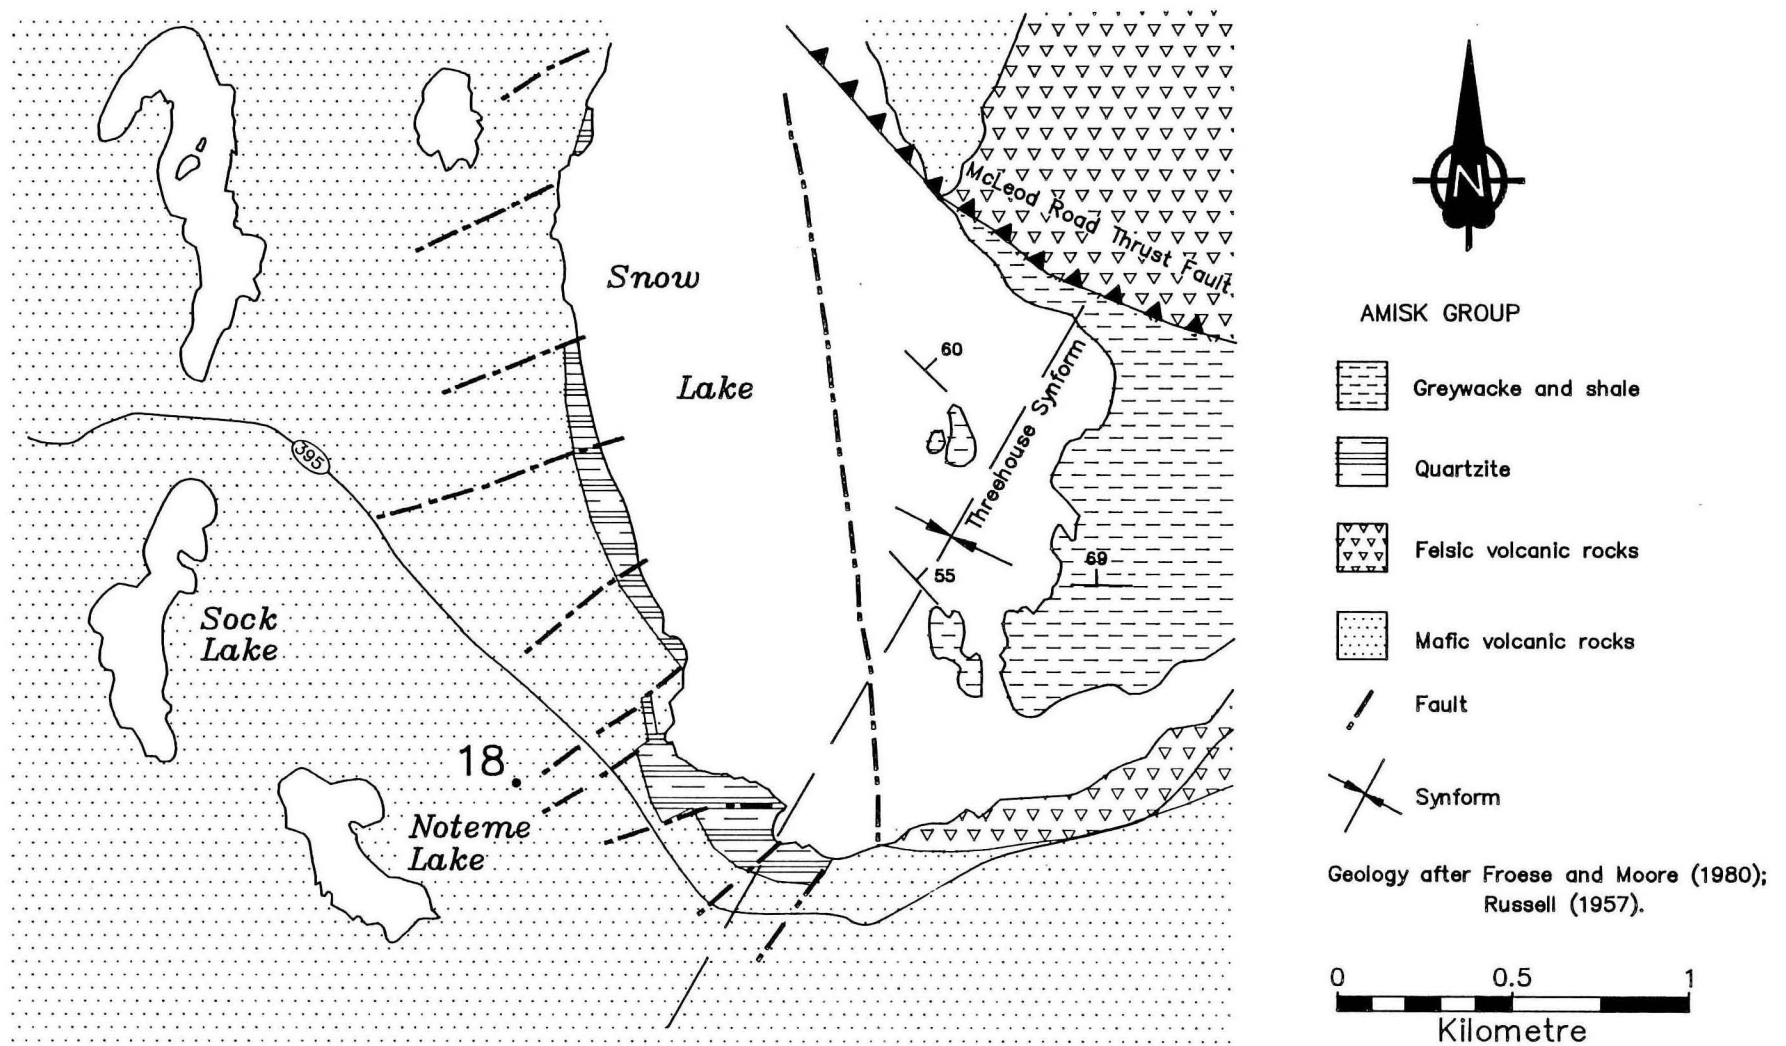 McLeod Road Thrust Fault
Snow
Lake
60
Threehouse Synform
395
55
69
Sock
Lake
18
Noteme
Lake
N
AMISK GROUP
Greywacke and shale
Quartzite
Felsic volcanic rocks
Mafic volcanic rocks
Fault
Synform
Geology after Froese and Moore (1980);
Russell (1957).
0 0.5 1
Kilometre